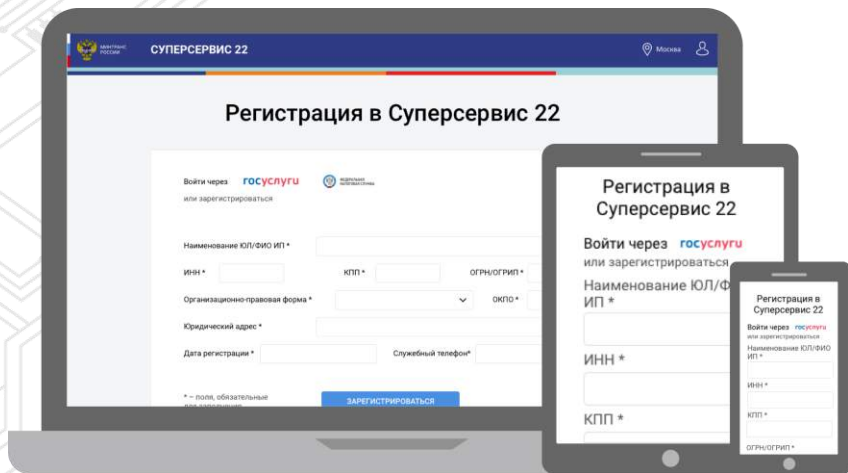 МИНТРАНС
РОССИИ
СУПЕРСЕРВИС 22
Москва
Регистрация в Суперсервис 22
Войти через госуслуги
ФЕДЕРАЛЬНАЯ
НАЛОГОВАЯ СЛУЖБА
или зарегистрироваться
Наименование ЮЛ/ФИО ИП *
ИНН * КПП * ОГРН/ОГРИП *
Организационно-правовая форма * ОКПО *
Юридический адрес *
Дата регистрации * Служебный телефон*
* – поля, обязательные
ЗАРЕГИСТРИРОВАТЬСЯ
Регистрация в
Суперсервис 22
Войти через госуслуги
или зарегистрироваться
Наименование ЮЛ/Ф
ИП *
ИНН *
КПП *
Регистрация в
Суперсервис 22
Войти через госуслуги
или зарегистрироваться
Наименование ЮЛ/ФИО
ИП *
ИНН *
КПП *
ОГРН/ОГРИП *